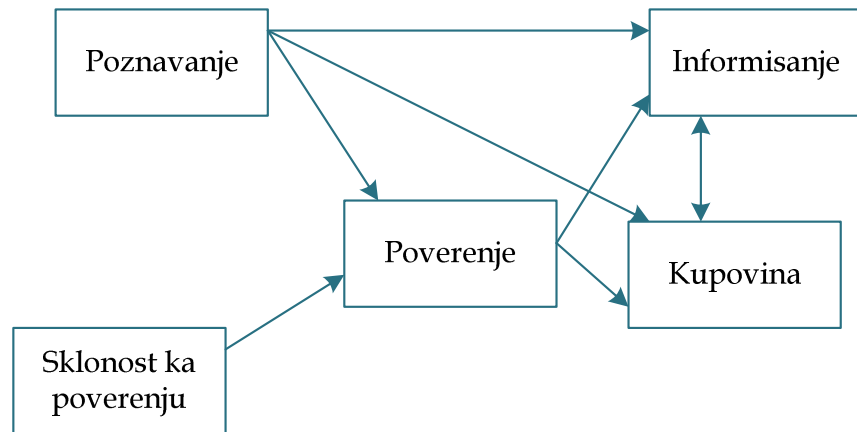 Poznavanje
Informisanje
Poverenje
Kupovina
Sklonost ka
poverenju